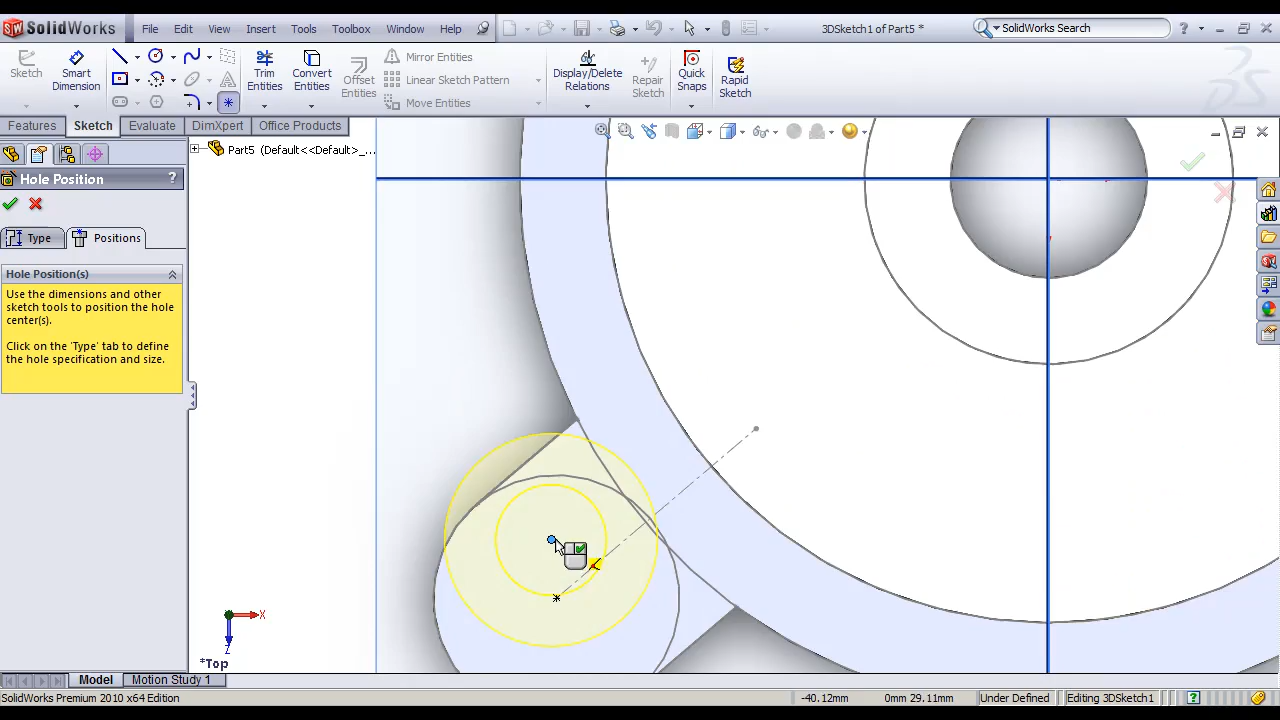 SolidWorks File Edit View Insert Tools Toolbox Window Help 3DSketch1 of Part5 SolidWorks Search ?
Sketch Smart Dimension Trim Entities Convert Entities Offset Entities Mirror Entities Linear Sketch Pattern Move Entities Display/Delete Relations Repair Sketch Quick Snaps Rapid Sketch
Features Sketch Evaluate DimXpert Office Products
Part5 (Default<<Default>_...
Hole Position ?
Type Positions
Hole Position(s)
Use the dimensions and other
sketch tools to position the hole
center(s).
Click on the 'Type' tab to define
the hole specification and size.
X
Z
*Top
Model Motion Study 1
SolidWorks Premium 2010 x64 Edition -40.12mm 0mm 29.11mm Under Defined Editing 3DSketch1 ?